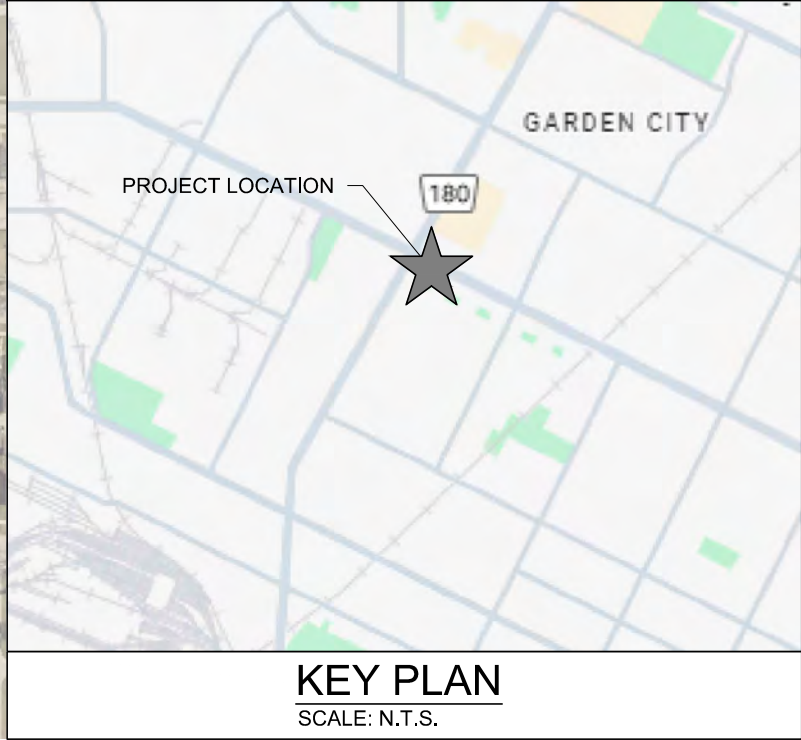 GARDEN CITY
PROJECT LOCATION
180
KEY PLAN
SCALE: N.T.S.